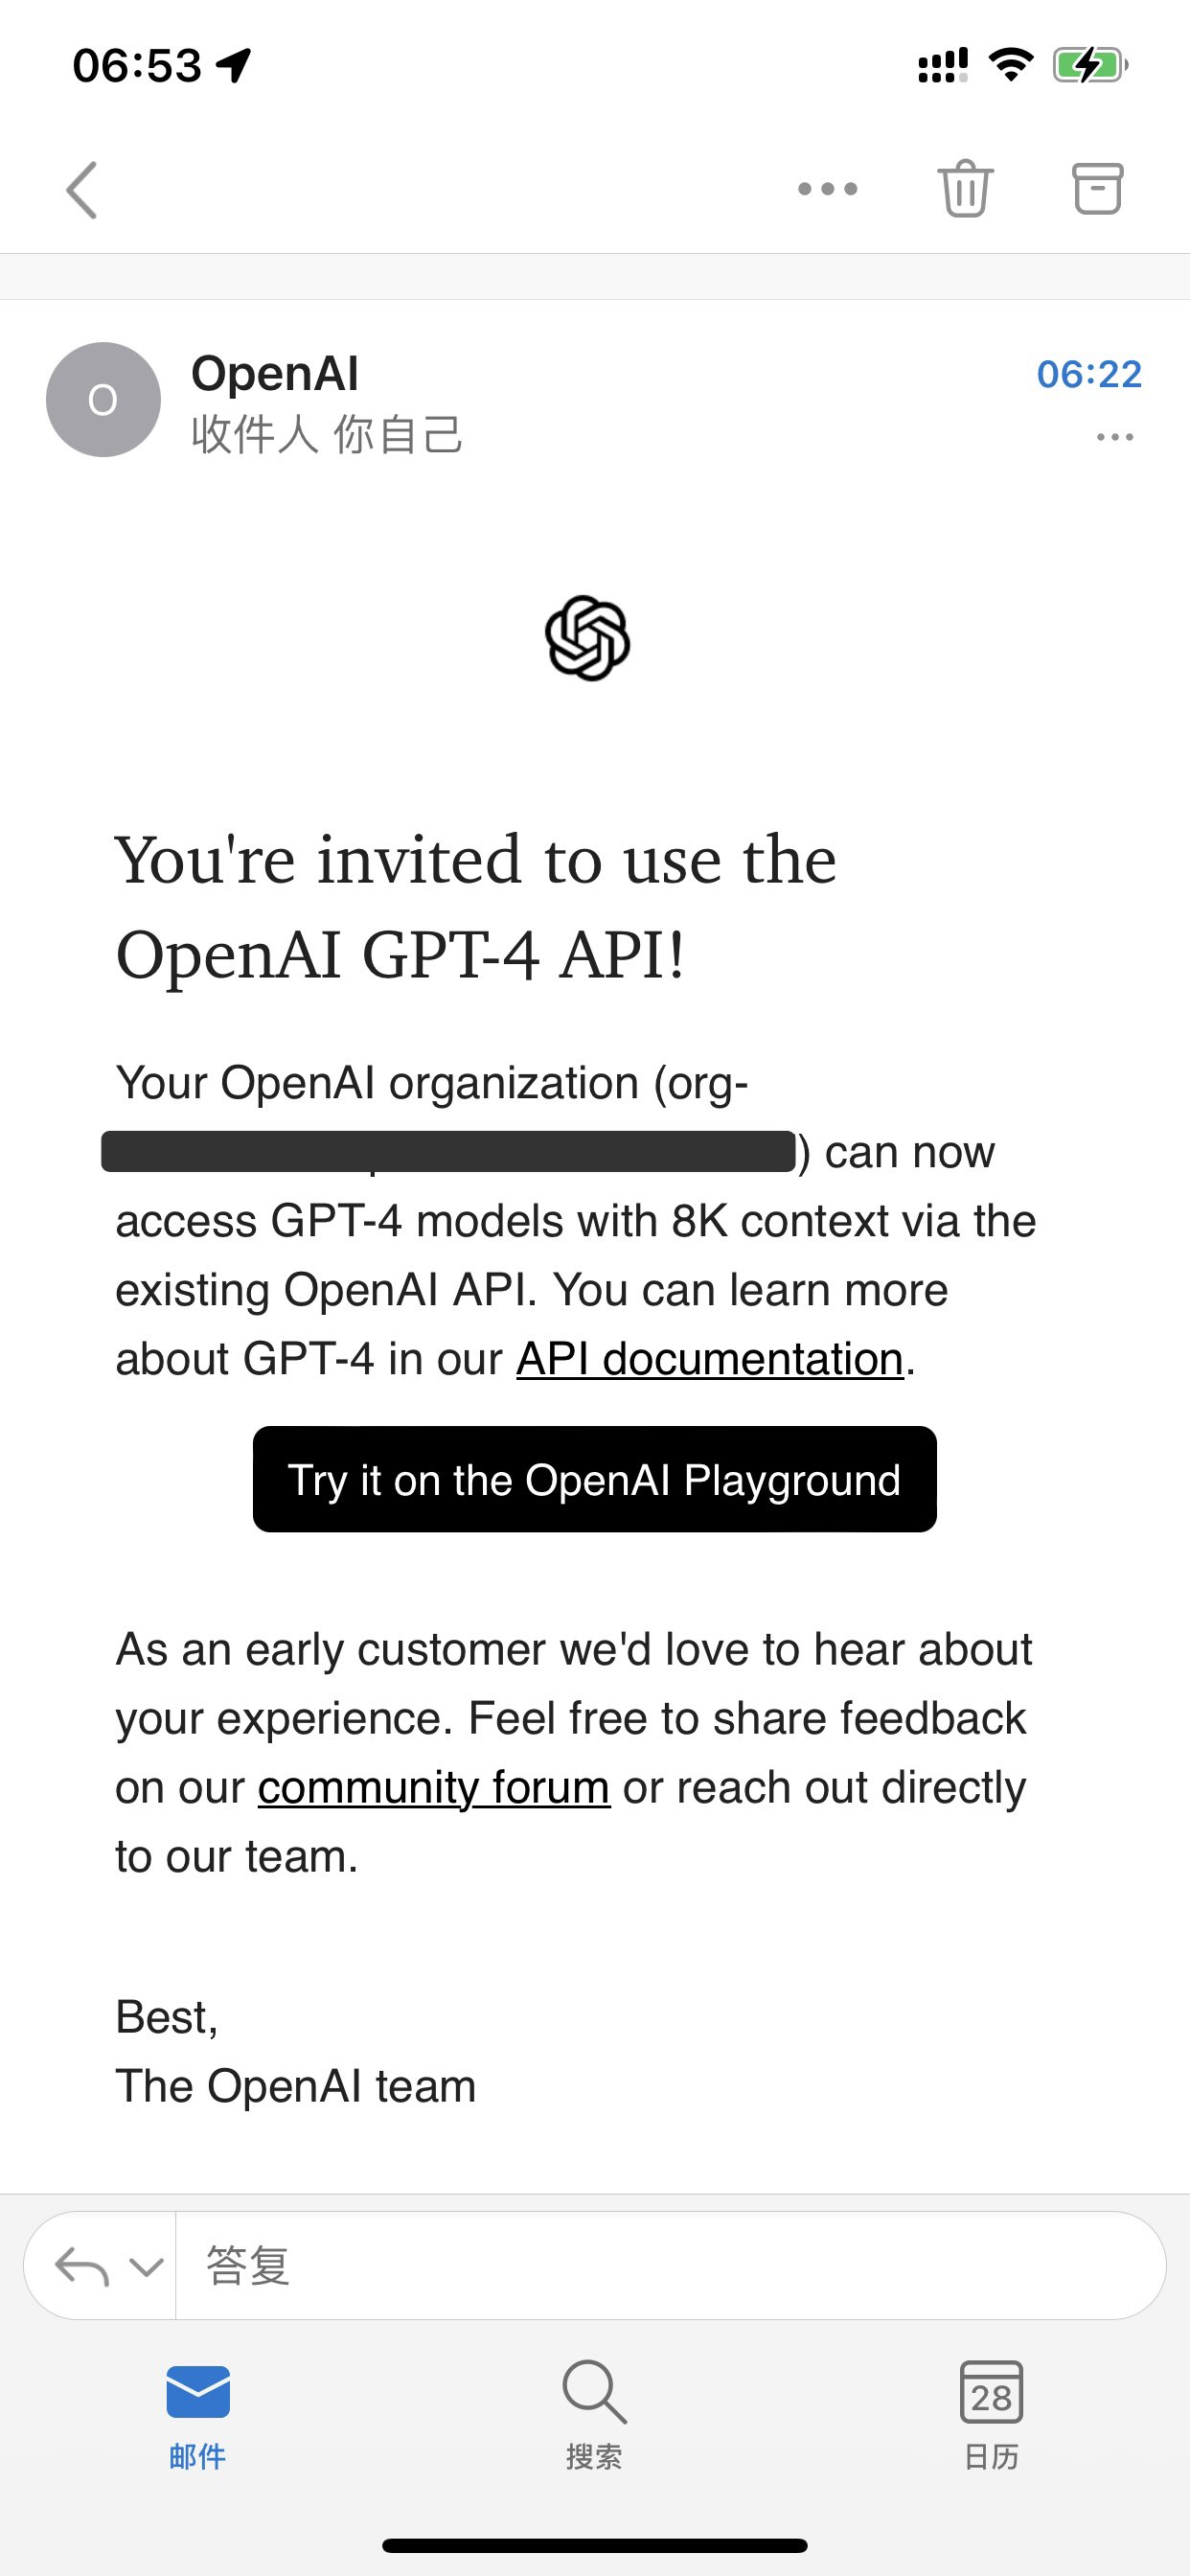 06:53
O
OpenAI
06:22
收件人 你自己
You're invited to use the
OpenAI GPT-4 API!
Your OpenAI organization (org-
) can now
access GPT-4 models with 8K context via the
existing OpenAI API. You can learn more
about GPT-4 in our API documentation.
Try it on the OpenAI Playground
As an early customer we'd love to hear about
your experience. Feel free to share feedback
on our community forum or reach out directly
to our team.
Best,
The OpenAI team
答复
28
邮件
搜索
日历